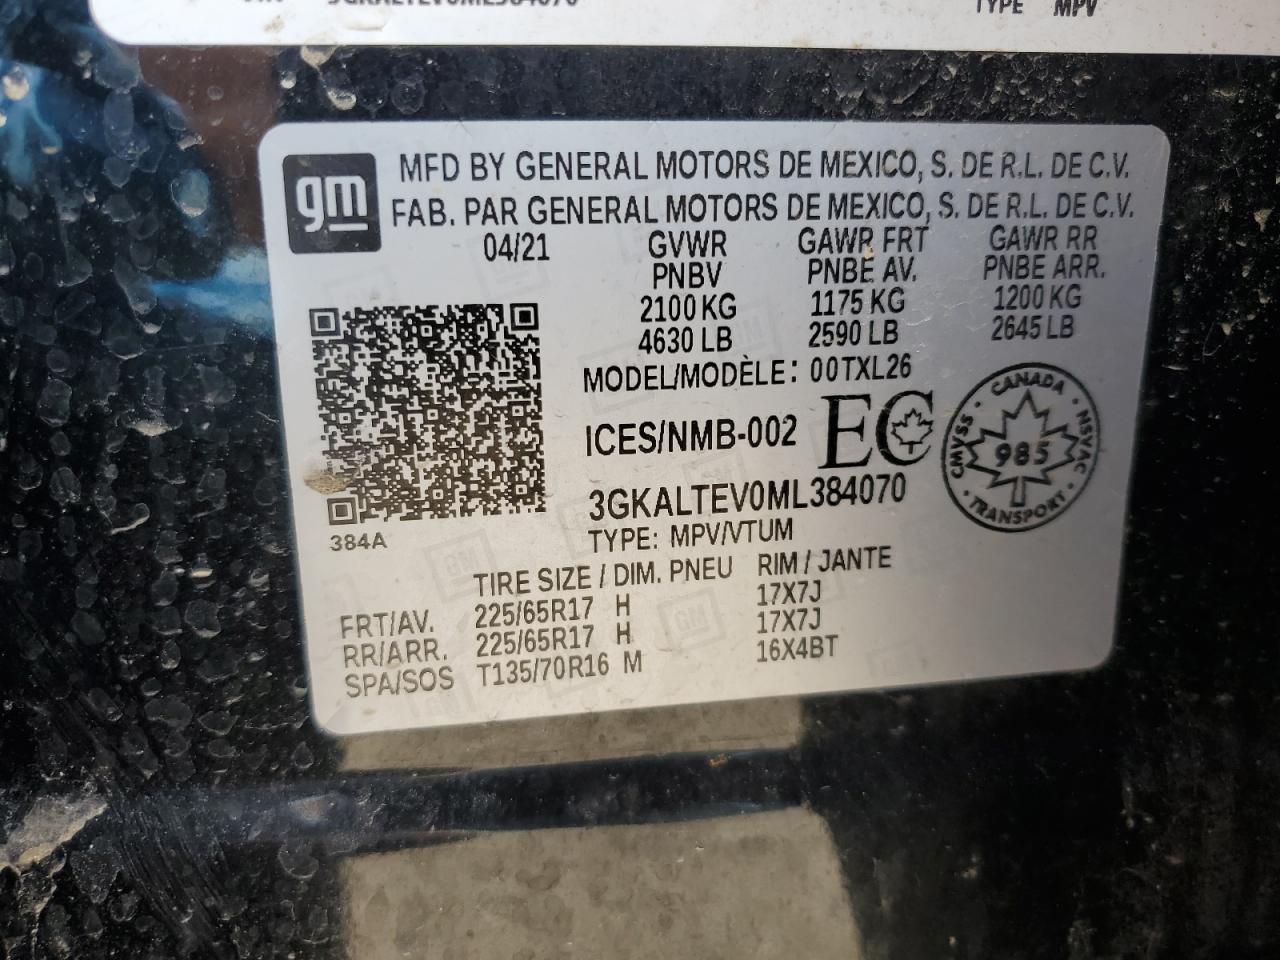 3GKALTEV0ML384070
TYPE MPV
gm
MFD BY GENERAL MOTORS DE MEXICO, S. DE R.L. DE C.V.
FAB. PAR GENERAL MOTORS DE MEXICO, S. DE R.L. DE C.V.
04/21 GVWR GAWR FRT GAWR RR
PNBV PNBE AV. PNBE ARR.
2100 KG 1175 KG 1200 KG
4630 LB 2590 LB 2645 LB
MODEL/MODÈLE: 00TXL26
ICES/NMB-002 EC
CANADA
CMVSS 985 NSVAC
TRANSPORT
3GKALTEV0ML384070
384A
TYPE: MPV/VTUM
TIRE SIZE / DIM. PNEU RIM / JANTE
FRT/AV. 225/65R17 H 17X7J
RR/ARR. 225/65R17 H 17X7J
SPA/SOS T135/70R16 M 16X4BT